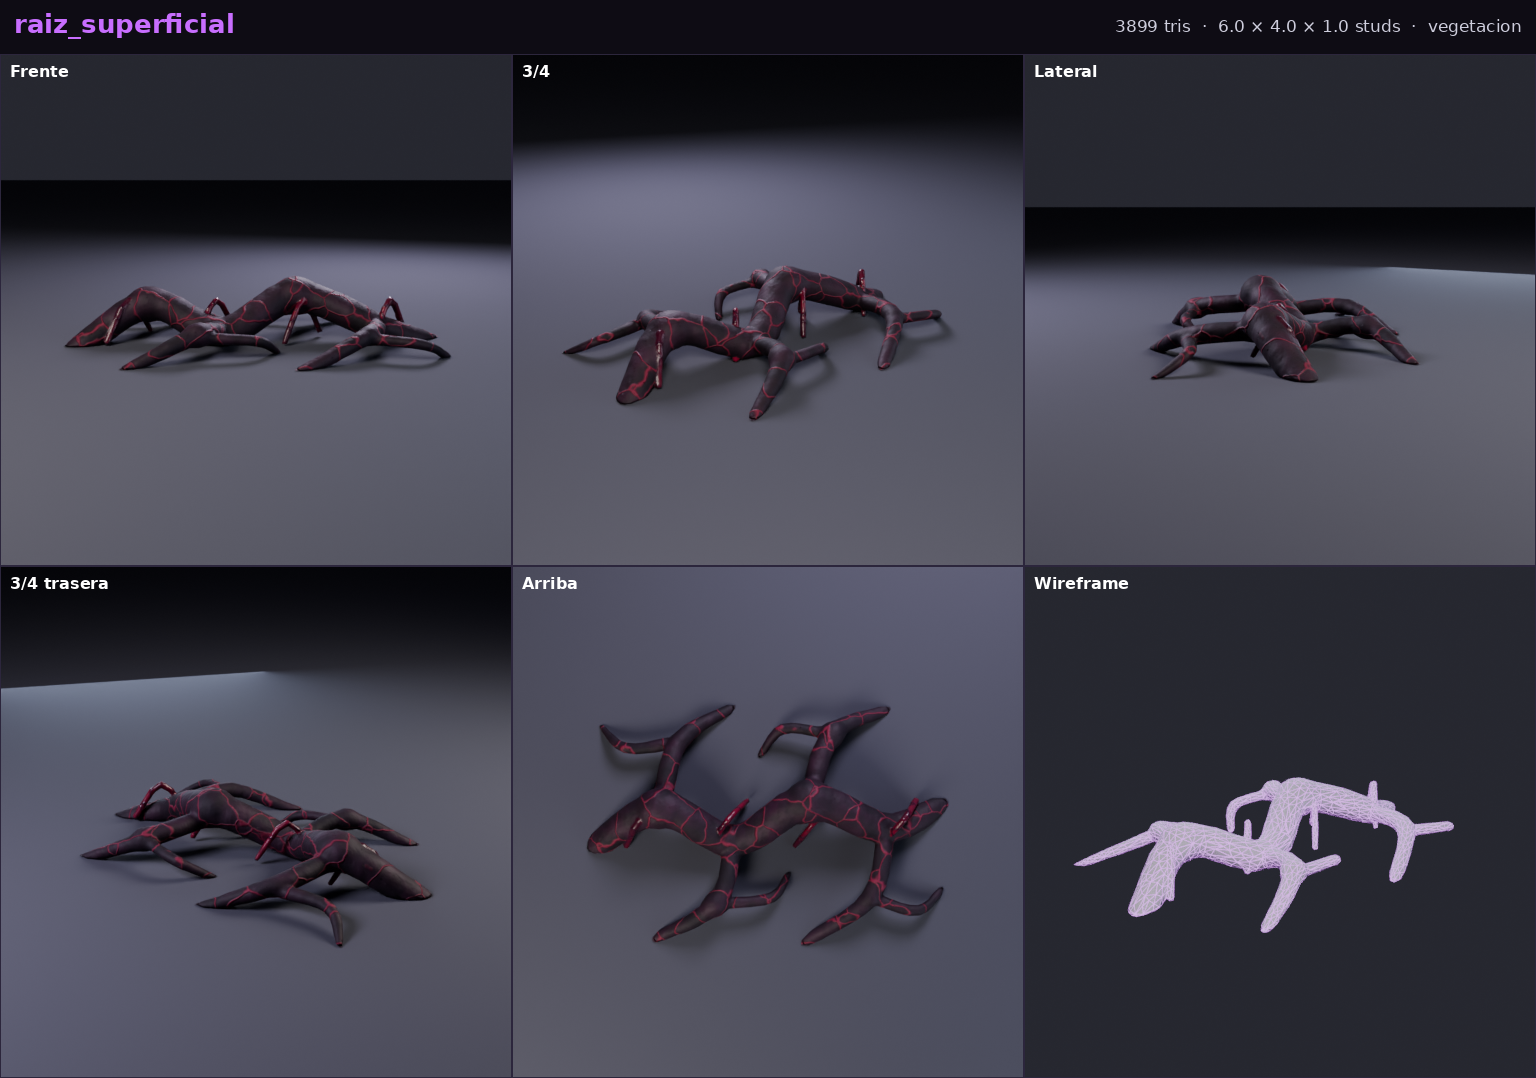 raiz_superficial
3899 tris · 6.0 × 4.0 × 1.0 studs · vegetacion
Frente
3/4
Lateral
3/4 trasera
Arriba
Wireframe